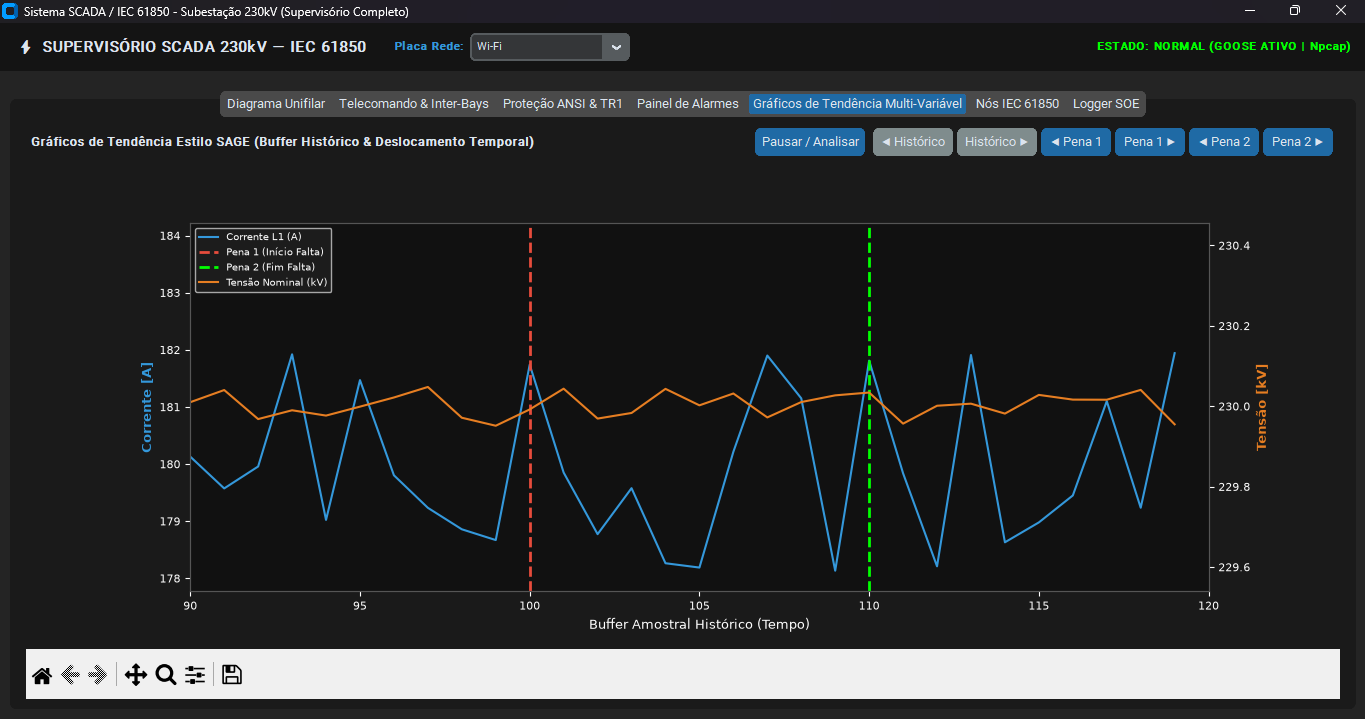 Sistema SCADA / IEC 61850 - Subestação 230kV (Supervisório Completo)
SUPERVISÓRIO SCADA 230kV — IEC 61850
Placa Rede:
Wi-Fi
ESTADO: NORMAL (GOOSE ATIVO | Npcap)
Diagrama Unifilar
Telecomando & Inter-Bays
Proteção ANSI & TR1
Painel de Alarmes
Gráficos de Tendência Multi-Variável
Nós IEC 61850
Logger SOE
Gráficos de Tendência Estilo SAGE (Buffer Histórico & Deslocamento Temporal)
Pausar / Analisar
◄ Histórico
Histórico ►
◄ Pena 1
Pena 1 ►
◄ Pena 2
Pena 2 ►
Corrente L1 (A)
Pena 1 (Início Falta)
Pena 2 (Fim Falta)
Tensão Nominal (kV)
184
183
182
181
180
179
178
Corrente [A]
230.4
230.2
230.0
229.8
229.6
Tensão [kV]
90
95
100
105
110
115
120
Buffer Amostral Histórico (Tempo)